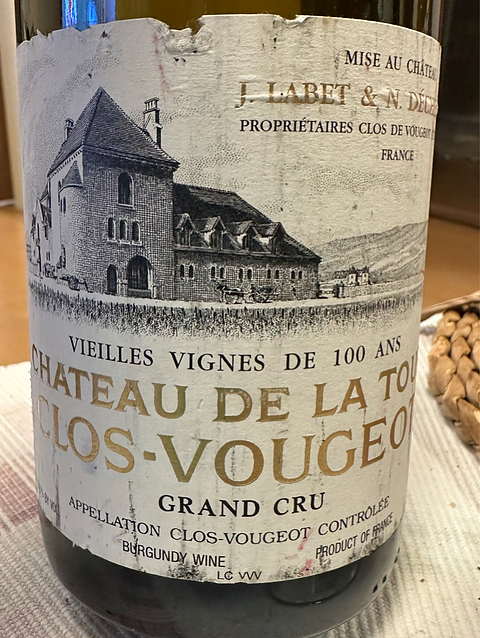 MISE AU CHÂTEAU
J. LABET & N. DÉCHE
PROPRIÉTAIRES CLOS DE VOUGEOT
FRANCE
VIEILLES VIGNES DE 100 ANS
CHATEAU DE LA TOU
CLOS-VOUGEOT
GRAND CRU
APPELLATION CLOS-VOUGEOT CONTRÔLÉE
BURGUNDY WINE
PRODUCT OF FRANCE
LC VVV